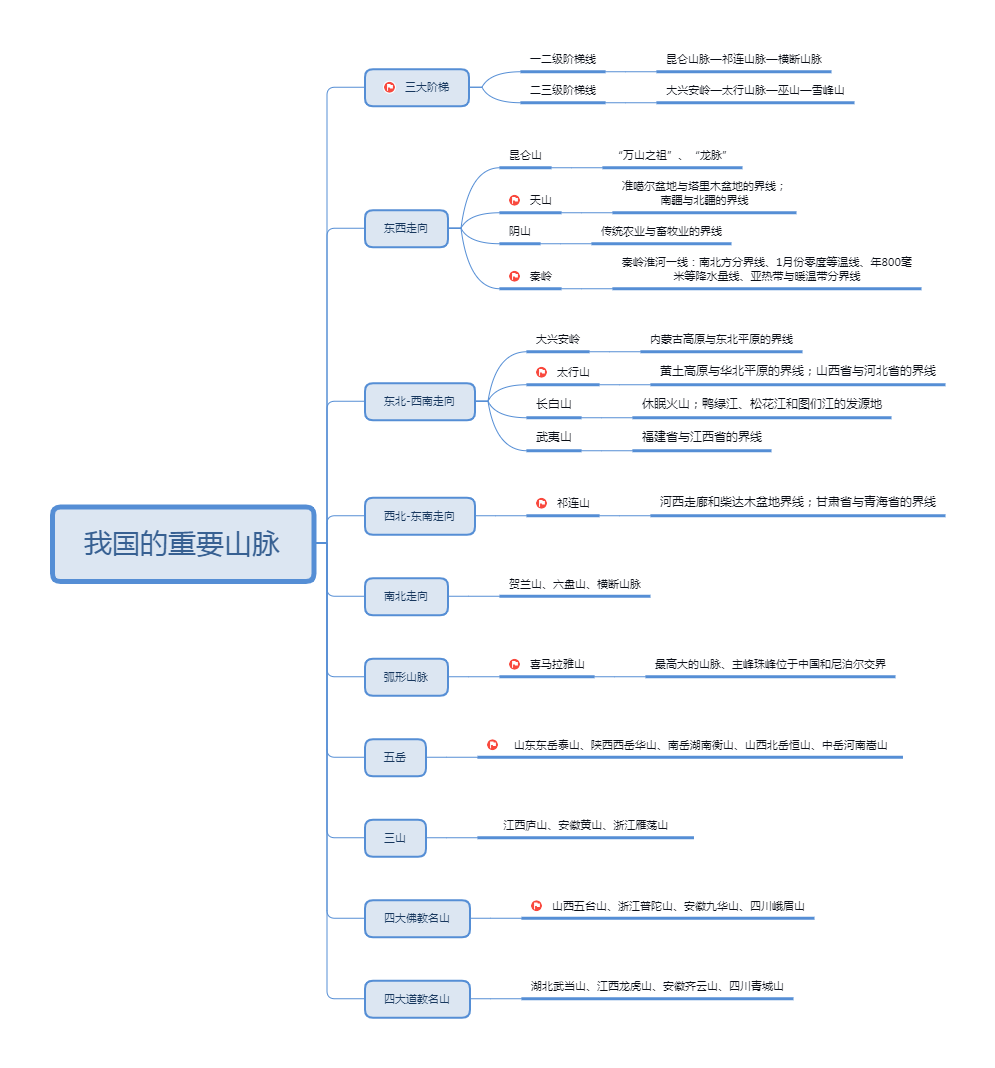 我国的重要山脉
三大阶梯
一二级阶梯线
昆仑山脉—祁连山脉—横断山脉
二三级阶梯线
大兴安岭—太行山脉—巫山—雪峰山
东西走向
昆仑山
“万山之祖”、“龙脉”
天山
准噶尔盆地与塔里木盆地的界线；
南疆与北疆的界线
阴山
传统农业与畜牧业的界线
秦岭
秦岭淮河一线：南北方分界线、1月份零度等温线、年800毫
米等降水量线、亚热带与暖温带分界线
东北-西南走向
大兴安岭
内蒙古高原与东北平原的界线
太行山
黄土高原与华北平原的界线；山西省与河北省的界线
长白山
休眠火山；鸭绿江、松花江和图们江的发源地
武夷山
福建省与江西省的界线
西北-东南走向
祁连山
河西走廊和柴达木盆地界线；甘肃省与青海省的界线
南北走向
贺兰山、六盘山、横断山脉
弧形山脉
喜马拉雅山
最高大的山脉、主峰珠峰位于中国和尼泊尔交界
五岳
山东东岳泰山、陕西西岳华山、南岳湖南衡山、山西北岳恒山、中岳河南嵩山
三山
江西庐山、安徽黄山、浙江雁荡山
四大佛教名山
山西五台山、浙江普陀山、安徽九华山、四川峨眉山
四大道教名山
湖北武当山、江西龙虎山、安徽齐云山、四川青城山